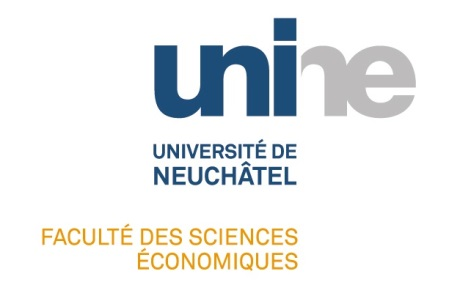 unine
UNIVERSITÉ DE
NEUCHÂTEL
FACULTÉ DES SCIENCES
ÉCONOMIQUES